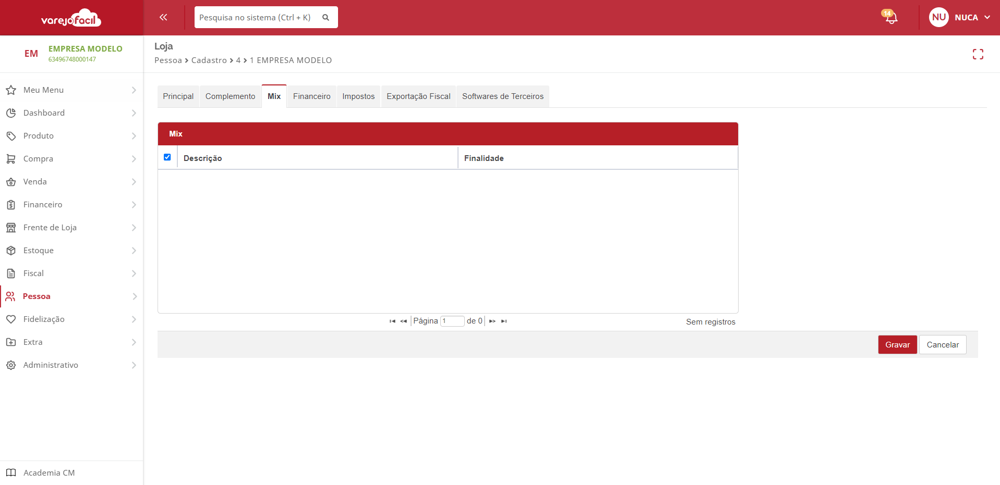 varejofacil
Pesquisa no sistema (Ctrl + K)
14
NU
NUCA
EM
EMPRESA MODELO
63496748000147
Loja
Pessoa > Cadastro > 4 > 1 EMPRESA MODELO
Meu Menu
Dashboard
Produto
Compra
Venda
Financeiro
Frente de Loja
Estoque
Fiscal
Pessoa
Fidelização
Extra
Administrativo
Academia CM
Principal
Complemento
Mix
Financeiro
Impostos
Exportação Fiscal
Softwares de Terceiros
Mix
Descrição
Finalidade
Página 1 de 0
Sem registros
Gravar
Cancelar